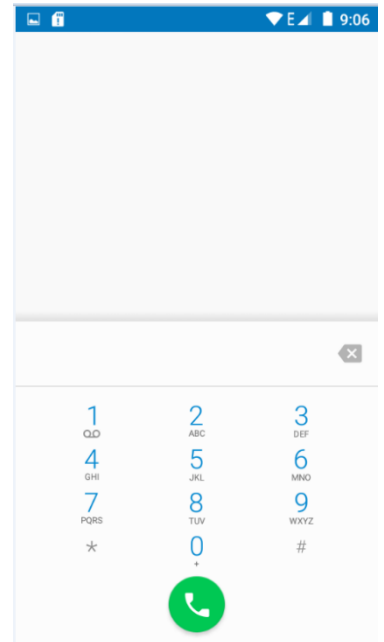 E 9:06
1 2 3
ABC DEF
4 5 6
GHI JKL MNO
7 8 9
PQRS TUV WXYZ
* 0 #
+